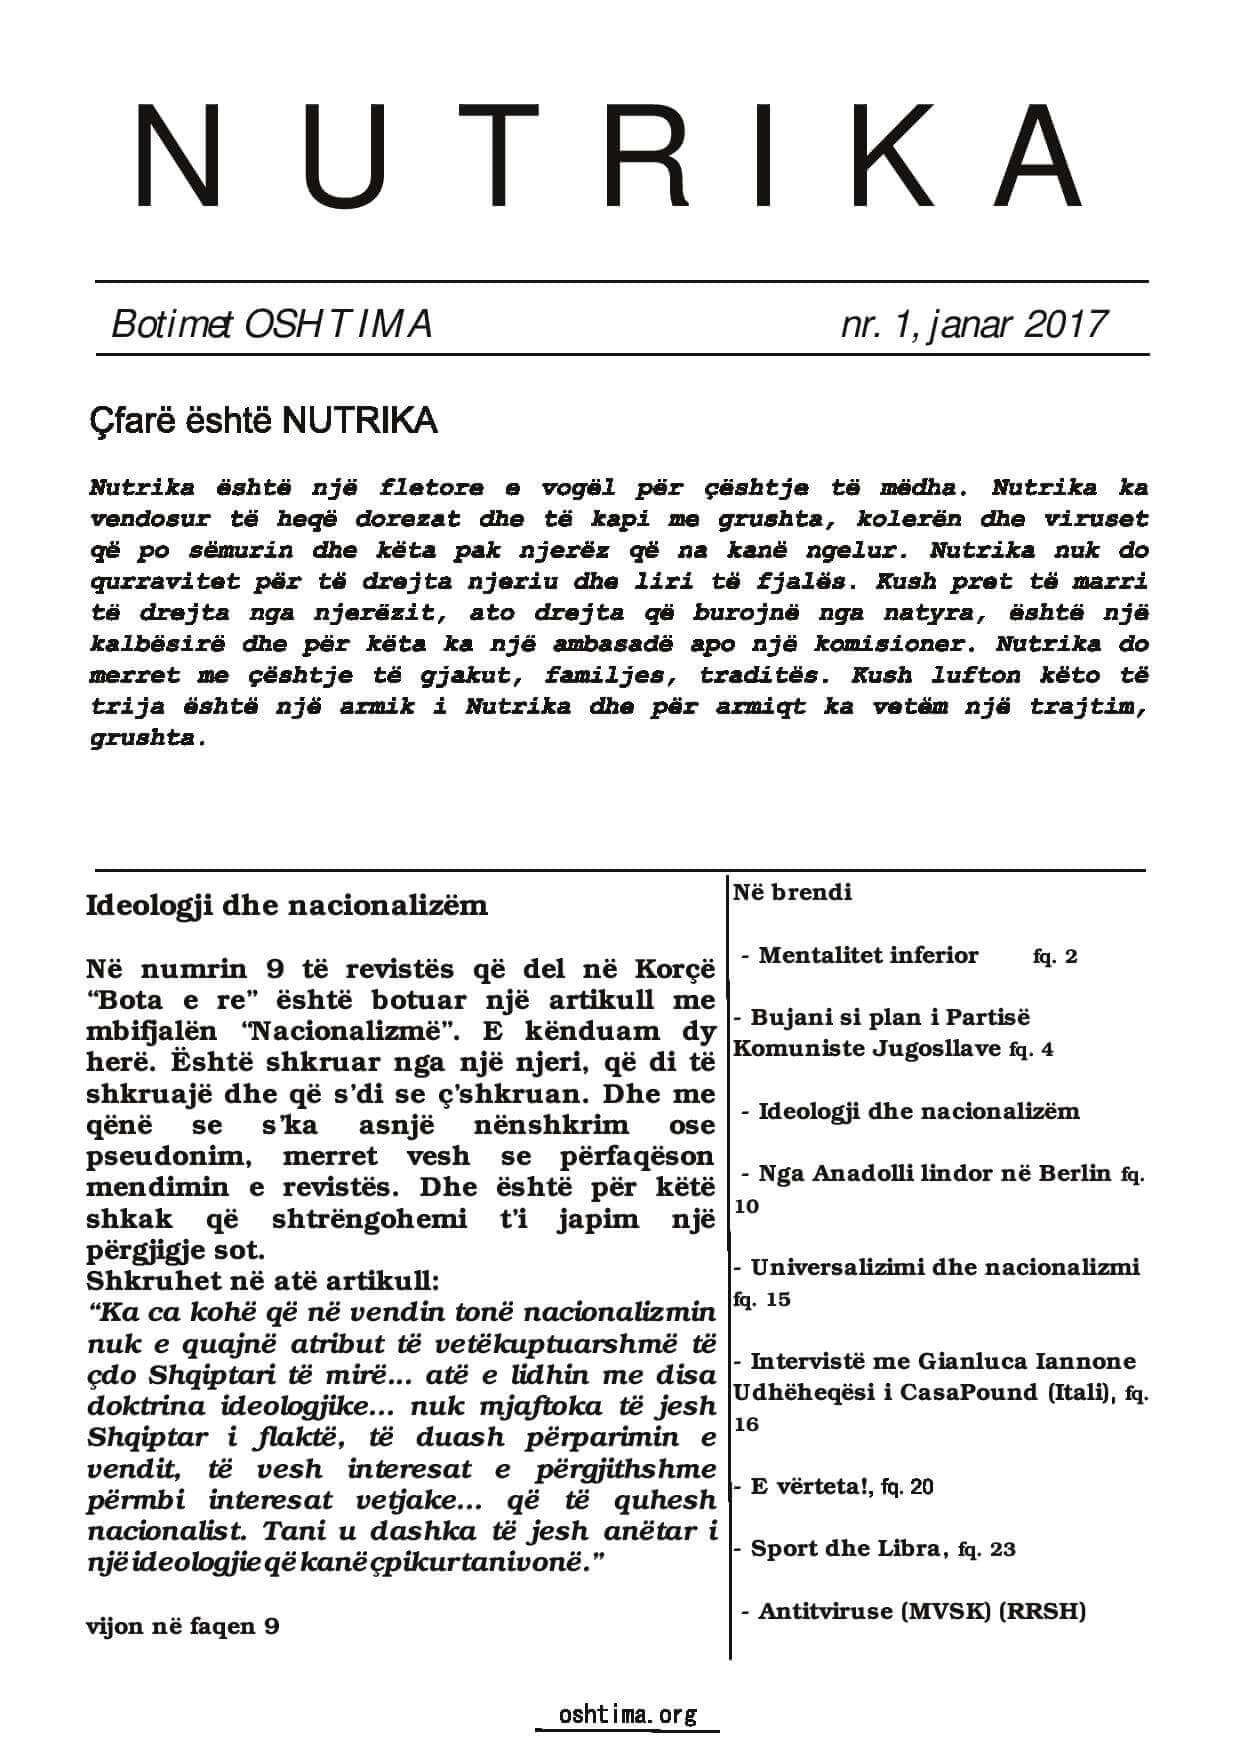 NUTRIKA
Botimet OSHTIMA
nr. 1, janar 2017
Çfarë është NUTRIKA
Nutrika është një fletore e vogël për çështje të mëdha. Nutrika ka
vendosur të heqë dorezat dhe të kapi me grushta, kolerën dhe viruset
që po sëmurin dhe këta pak njerëz që na kanë ngelur. Nutrika nuk do
qurravitet për të drejta njeriu dhe liri të fjalës. Kush pret të marri
të drejta nga njerëzit, ato drejta që burojnë nga natyra, është një
kalbësirë dhe për këta ka një ambasadë apo një komisioner. Nutrika do
merret me çështje të gjakut, familjes, traditës. Kush lufton këto të
trija është një armik i Nutrika dhe për armiqt ka vetëm një trajtim,
grushta.
Ideologji dhe nacionalizëm
Në numrin 9 të revistës që del në Korçë
“Bota e re” është botuar një artikull me
mbifjalën “Nacionalizmë”. E kënduam dy
herë. Është shkruar nga një njeri, që di të
shkruajë dhe që s’di se ç’shkruan. Dhe me
qënë se s’ka asnjë nënshkrim ose
pseudonim, merret vesh se përfaqëson
mendimin e revistës. Dhe është për këtë
shkak që shtrëngohemi t’i japim një
përgjigje sot.
Shkruhet në atë artikull:
“Ka ca kohë që në vendin tonë nacionalizmin
nuk e quajnë atribut të vetëkuptuarshmë të
çdo Shqiptari të mirë... atë e lidhin me disa
doktrina ideologjike... nuk mjaftoka të jesh
Shqiptar i flaktë, të duash përparimin e
vendit, të vesh interesat e përgjithshme
përmbi interesat vetjake... që të quhesh
nacionalist. Tani u dashka të jesh anëtar i
një ideologjie që kanë çpikur tani vonë.”
vijon në faqen 9
Në brendi
- Mentalitet inferior fq. 2
- Bujani si plan i Partisë
Komuniste Jugosllave fq. 4
- Ideologji dhe nacionalizëm
- Nga Anadolli lindor në Berlin fq.
10
- Universalizimi dhe nacionalizmi
fq. 15
- Intervistë me Gianluca Iannone
Udhëheqësi i CasaPound (Itali), fq.
16
- E vërteta!, fq. 20
- Sport dhe Libra, fq. 23
- Antitviruse (MVSK) (RRSH)
oshtima.org